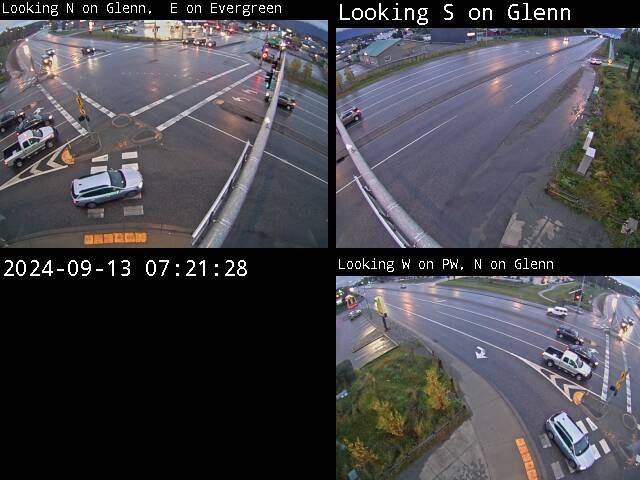 Looking N on Glenn,  E on Evergreen
Looking S on Glenn
2024-09-13 07:21:28
Looking W on PW, N on Glenn